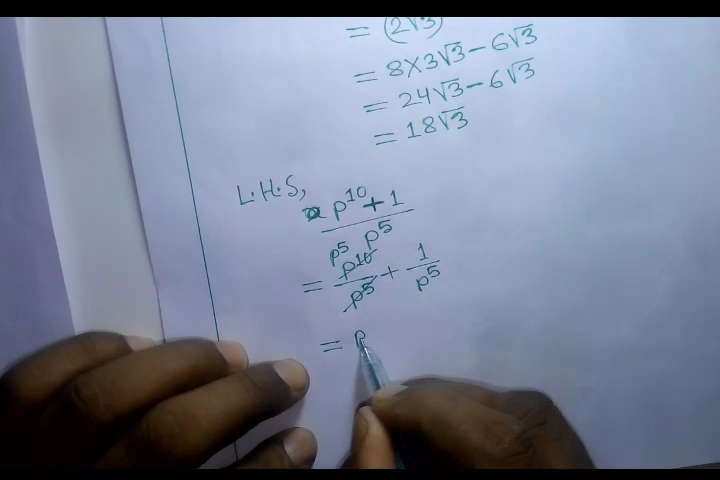 = (2√3)
= 8×3√3 − 6√3
= 24√3 − 6√3
= 18√3
L.H.S,
p¹⁰ + 1
p⁵
p⁵
= p¹⁰/p⁵ + 1/p⁵
= p